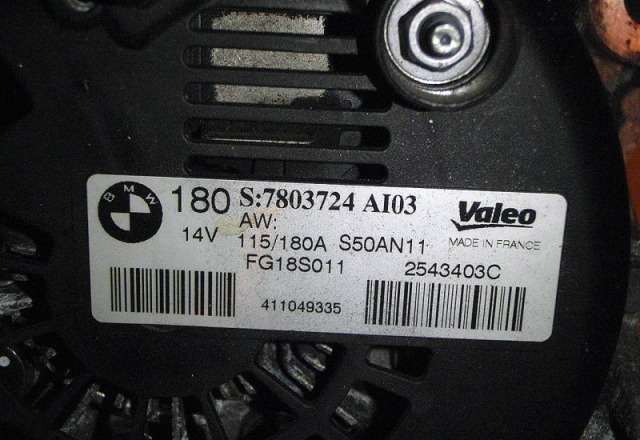 BMW
180 S:7803724 AI03
AW:
14V 115/180A S50AN11
FG18S011
411049335
Valeo
MADE IN FRANCE
2543403C